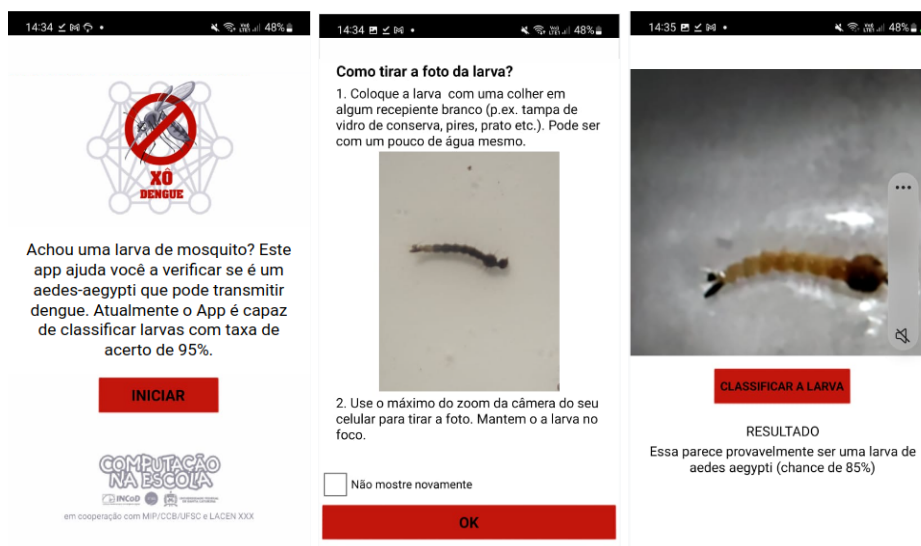 14:34
48%
XÔ
DENGUE
Achou uma larva de mosquito? Este
app ajuda você a verificar se é um
aedes-aegypti que pode transmitir
dengue. Atualmente o App é capaz
de classificar larvas com taxa de
acerto de 95%.
INICIAR
COMPUTAÇÃO
NA ESCOLA
INCoD
em cooperação com MIP/CCB/UFSC e LACEN XXX
14:34
48%
Como tirar a foto da larva?
1. Coloque a larva com uma colher em
algum recepiente branco (p.ex. tampa de
vidro de conserva, pires, prato etc.). Pode ser
com um pouco de água mesmo.
2. Use o máximo do zoom da câmera do seu
celular para tirar a foto. Mantem o a larva no
foco.
Não mostre novamente
OK
14:35
48%
CLASSIFICAR A LARVA
RESULTADO
Essa parece provavelmente ser uma larva de
aedes aegypti (chance de 85%)